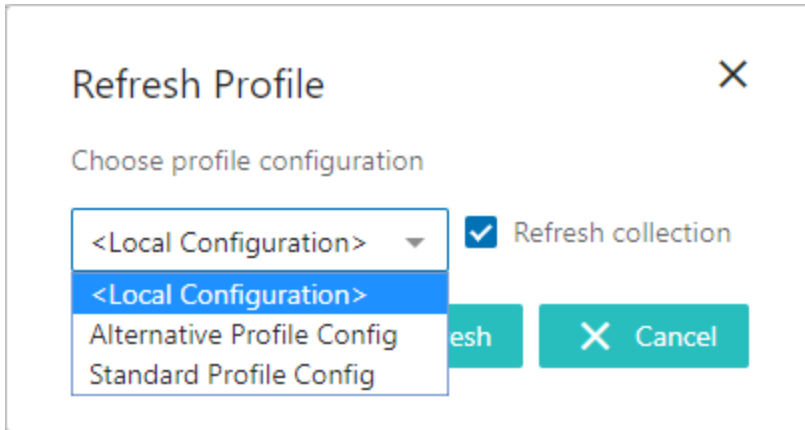 Refresh Profile
Choose profile configuration
<Local Configuration>
Refresh collection
<Local Configuration>
Alternative Profile Config
Standard Profile Config
esh
Cancel